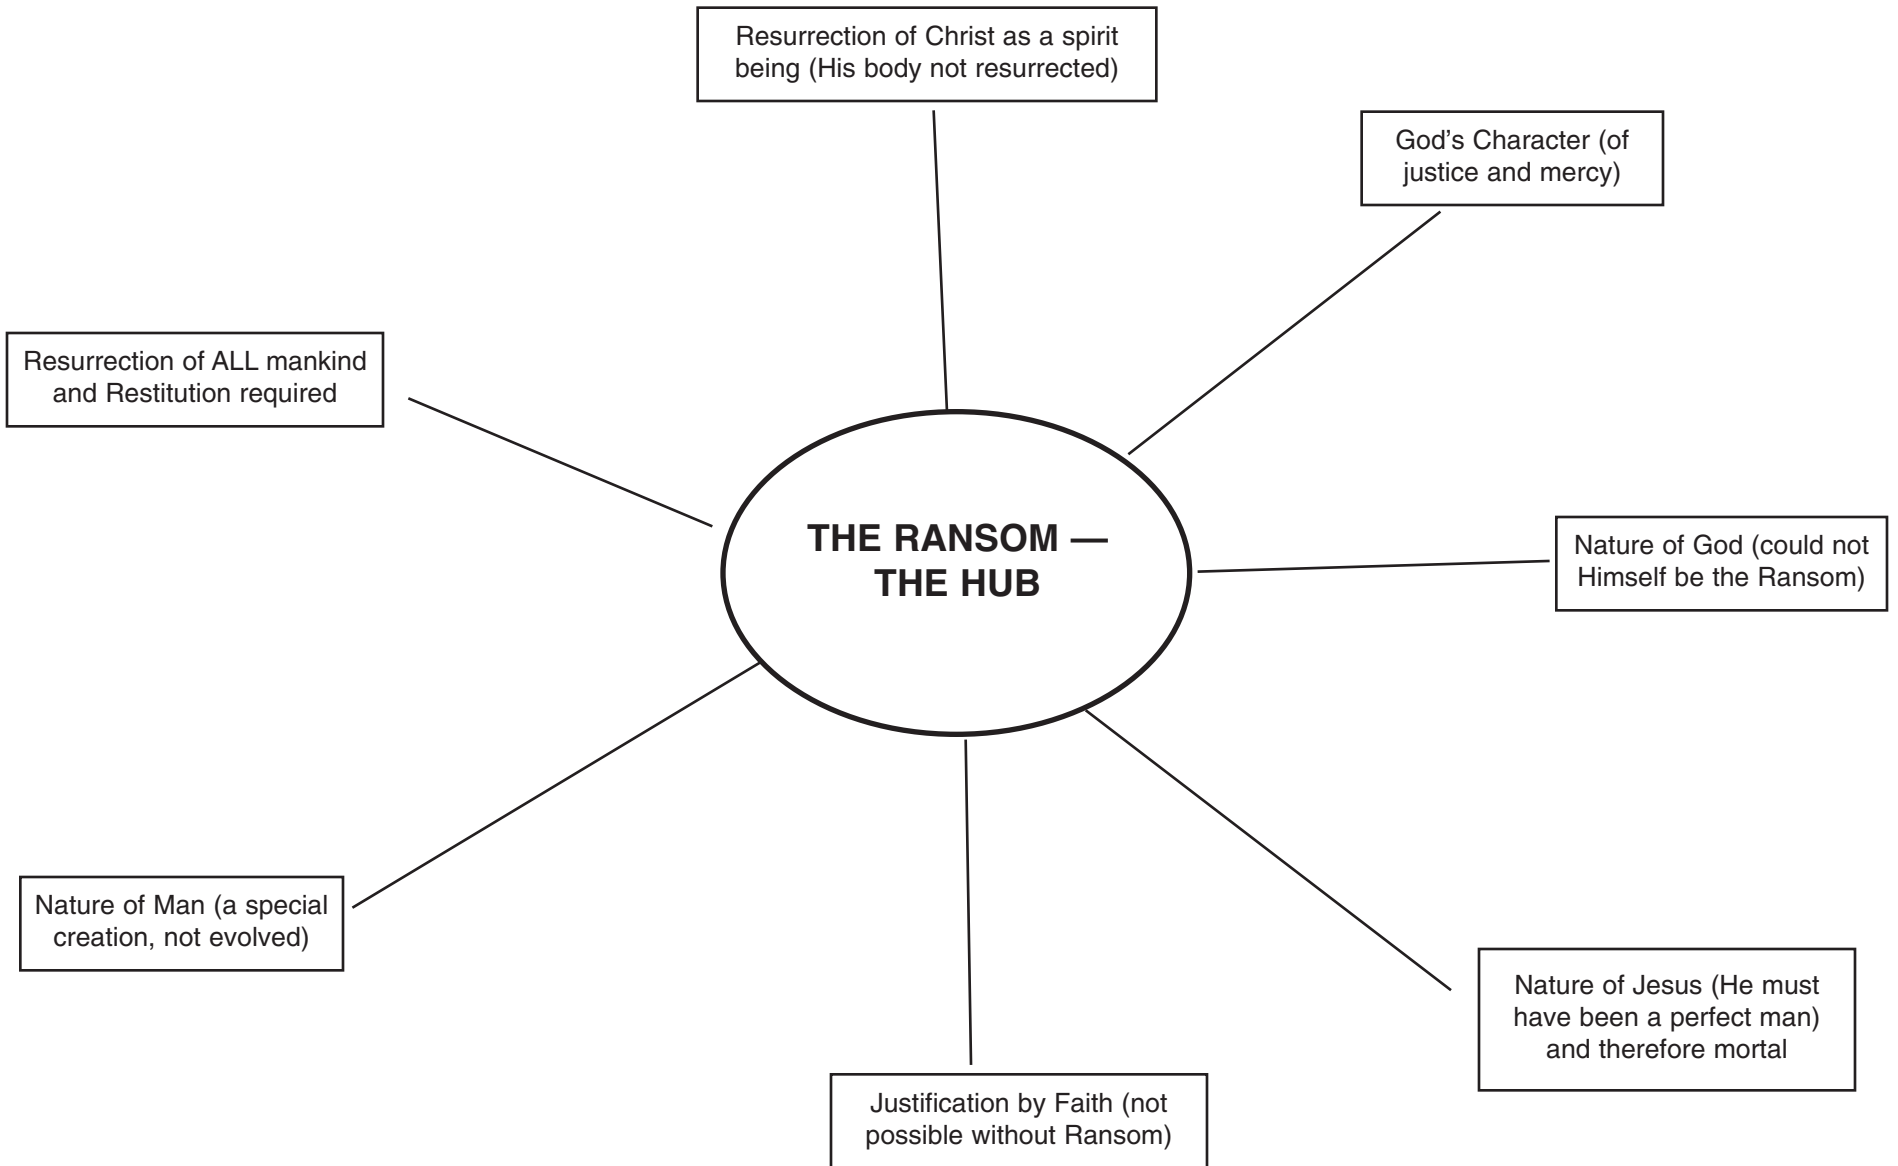 Resurrection of Christ as a spirit
being (His body not resurrected)
God’s Character (of
justice and mercy)
Resurrection of ALL mankind
and Restitution required
THE RANSOM —
THE HUB
Nature of God (could not
Himself be the Ransom)
Nature of Man (a special
creation, not evolved)
Nature of Jesus (He must
have been a perfect man)
and therefore mortal
Justification by Faith (not
possible without Ransom)